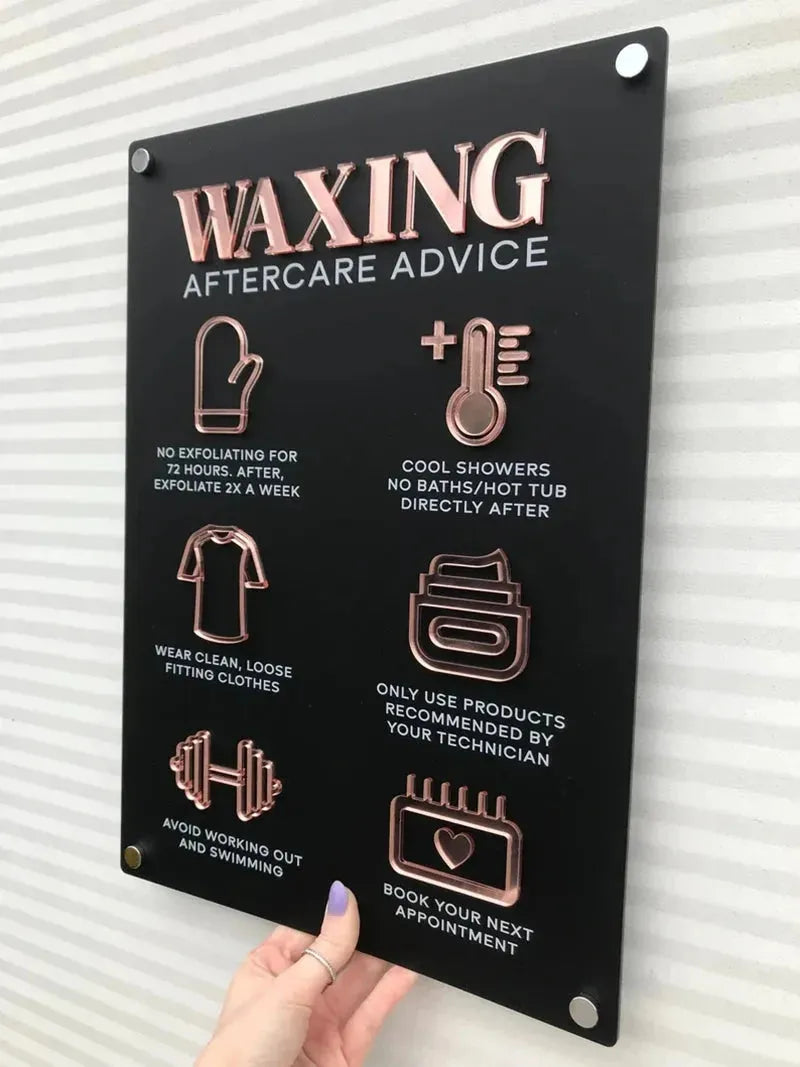 WAXING
AFTERCARE ADVICE
NO EXFOLIATING FOR
72 HOURS. AFTER,
EXFOLIATE 2X A WEEK
COOL SHOWERS
NO BATHS/HOT TUB
DIRECTLY AFTER
WEAR CLEAN, LOOSE
FITTING CLOTHES
ONLY USE PRODUCTS
RECOMMENDED BY
YOUR TECHNICIAN
AVOID WORKING OUT
AND SWIMMING
BOOK YOUR NEXT
APPOINTMENT